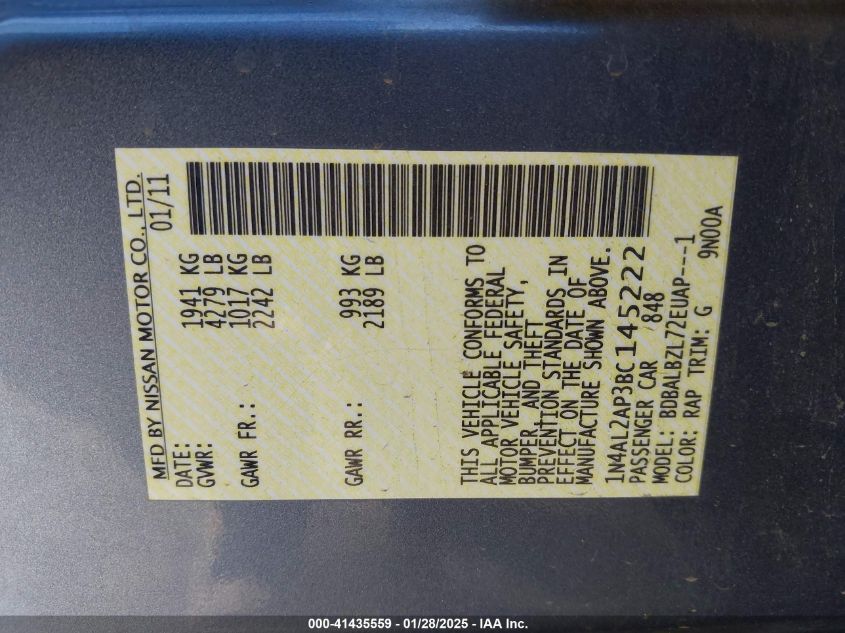 MFD BY NISSAN MOTOR CO., LTD.
DATE: 01/11
GVWR: 1941 KG
4279 LB
GAWR FR.: 1017 KG
2242 LB
GAWR RR.: 993 KG
2189 LB
THIS VEHICLE CONFORMS TO
ALL APPLICABLE FEDERAL
MOTOR VEHICLE SAFETY,
BUMPER, AND THEFT
PREVENTION STANDARDS IN
EFFECT ON THE DATE OF
MANUFACTURE SHOWN ABOVE.
1N4AL2AP3BC145222
PASSENGER CAR 848
MODEL: BDBALBZL72EUAP---1
COLOR: RAP TRIM: G 9N00A
000-41435559 - 01/28/2025 - IAA Inc.